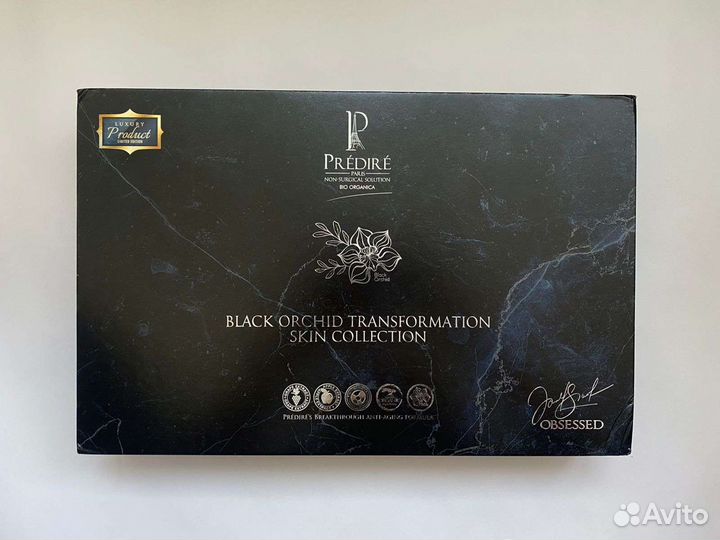 LUXURY
Product
LIMITED EDITION
PRÉDIRÉ
PARIS
NON-SURGICAL SOLUTION
BIO ORGANICA
Black
Orchid
BLACK ORCHID TRANSFORMATION
SKIN COLLECTION
PRÉDIRÉ'S BREAKTHROUGH ANTI-AGING FORMULA
OBSESSED
Avito